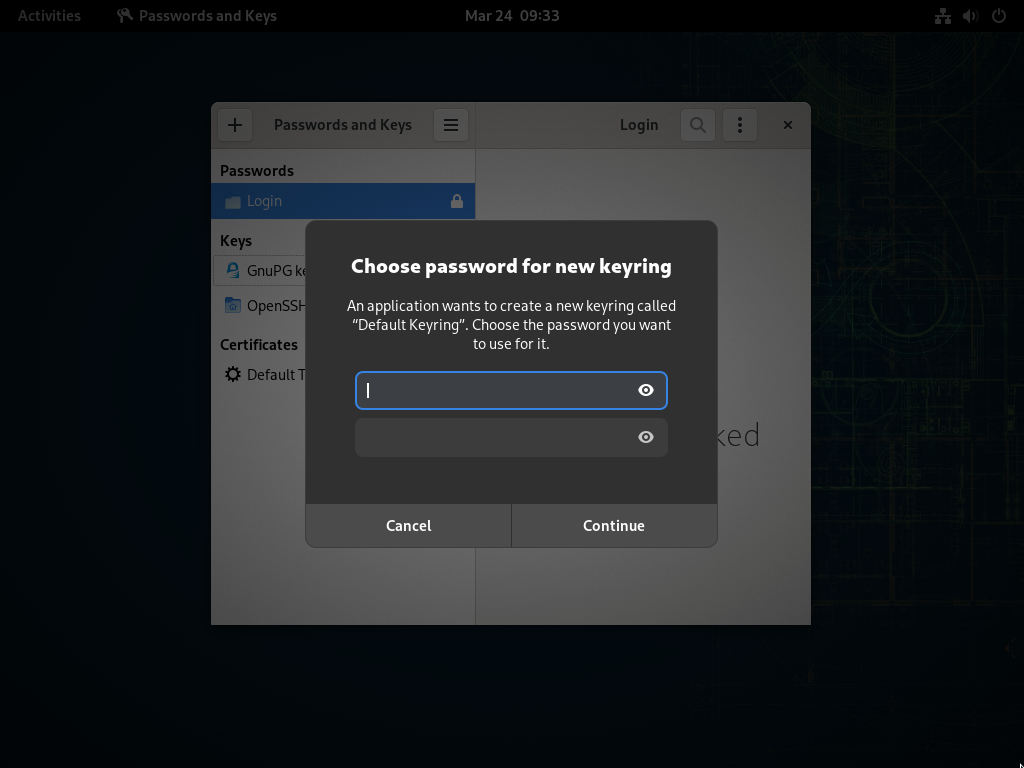 Activities
Passwords and Keys
Mar 24 09:33
Passwords and Keys
Login
Passwords
Login
Keys
GnuPG ke
OpenSSH
Certificates
Default T
Choose password for new keyring
An application wants to create a new keyring called
“Default Keyring”. Choose the password you want
to use for it.
ked
Cancel
Continue